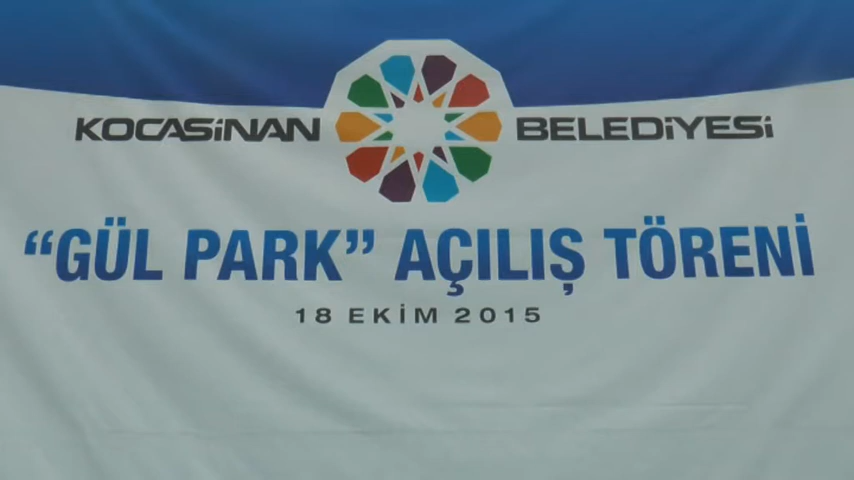 KOCASİNAN BELEDİYESİ
“GÜL PARK” AÇILIŞ TÖRENİ
18 EKİM 2015